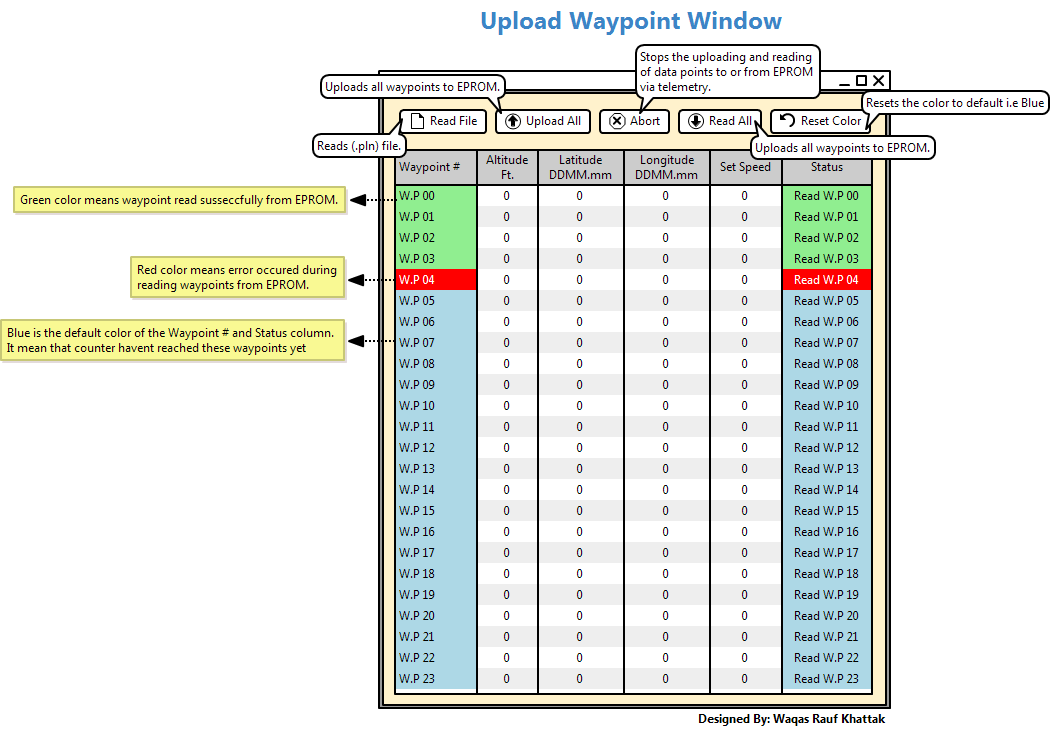 Upload Waypoint Window
Stops the uploading and reading
of data points to or from EPROM
via telemetry.
Uploads all waypoints to EPROM.
Resets the color to default i.e Blue
Read File
Upload All
Abort
Read All
Reset Color
Reads (.pln) file.
Uploads all waypoints to EPROM.
Waypoint # Altitude Ft. Latitude DDMM.mm Longitude DDMM.mm Set Speed Status
W.P 00 0 0 0 0 Read W.P 00
W.P 01 0 0 0 0 Read W.P 01
W.P 02 0 0 0 0 Read W.P 02
W.P 03 0 0 0 0 Read W.P 03
W.P 04 0 0 0 0 Read W.P 04
W.P 05 0 0 0 0 Read W.P 05
W.P 06 0 0 0 0 Read W.P 06
W.P 07 0 0 0 0 Read W.P 07
W.P 08 0 0 0 0 Read W.P 08
W.P 09 0 0 0 0 Read W.P 09
W.P 10 0 0 0 0 Read W.P 10
W.P 11 0 0 0 0 Read W.P 11
W.P 12 0 0 0 0 Read W.P 12
W.P 13 0 0 0 0 Read W.P 13
W.P 14 0 0 0 0 Read W.P 14
W.P 15 0 0 0 0 Read W.P 15
W.P 16 0 0 0 0 Read W.P 16
W.P 17 0 0 0 0 Read W.P 17
W.P 18 0 0 0 0 Read W.P 18
W.P 19 0 0 0 0 Read W.P 19
W.P 20 0 0 0 0 Read W.P 20
W.P 21 0 0 0 0 Read W.P 21
W.P 22 0 0 0 0 Read W.P 22
W.P 23 0 0 0 0 Read W.P 23
Green color means waypoint read susseccfully from EPROM.
Red color means error occured during
reading waypoints from EPROM.
Blue is the default color of the Waypoint # and Status column.
It mean that counter havent reached these waypoints yet
Designed By: Waqas Rauf Khattak